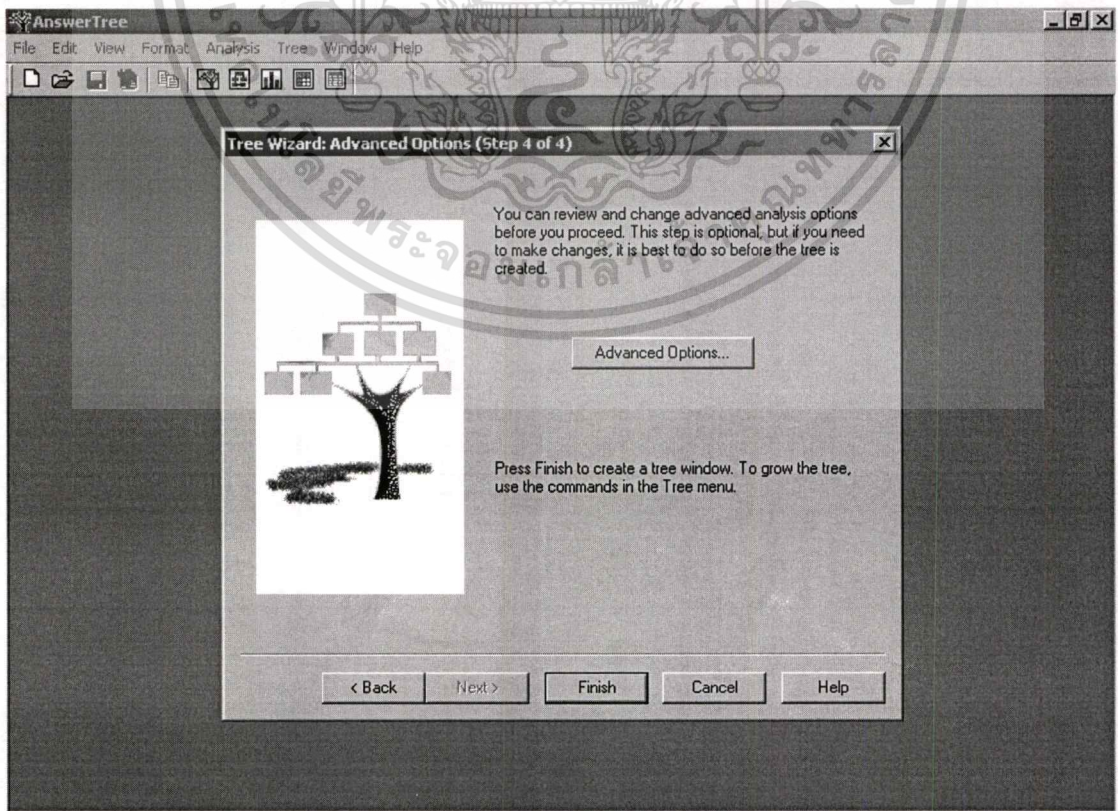 AnswerTree
File Edit View Format Analysis Tree Window Help
Tree Wizard: Advanced Options (Step 4 of 4)
You can review and change advanced analysis options
before you proceed. This step is optional, but if you need
to make changes, it is best to do so before the tree is
created.
Advanced Options...
Press Finish to create a tree window. To grow the tree,
use the commands in the Tree menu.
< Back Next > Finish Cancel Help